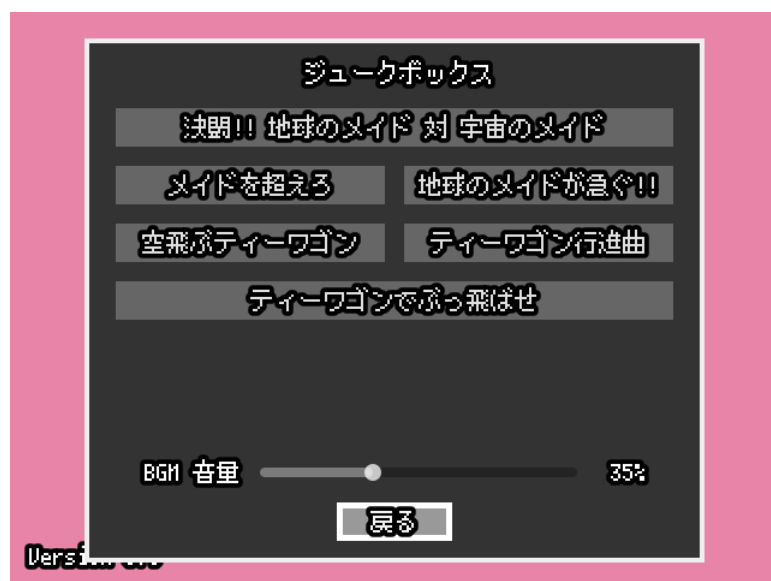 ジュークボックス
決闘!! 地球のメイド 対 宇宙のメイド
メイドを超えろ 地球のメイドが急ぐ!!
空飛ぶティーワゴン ティーワゴン行進曲
ティーワゴンでぶっ飛ばせ
BGM 音量 35%
戻る